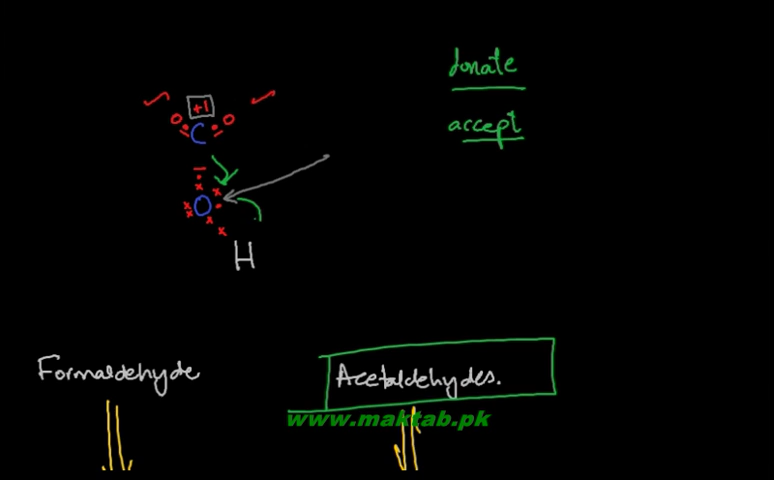 donate
accept
+1
C
O
H
Formaldehyde
Acetaldehydes.
www.maktab.pk